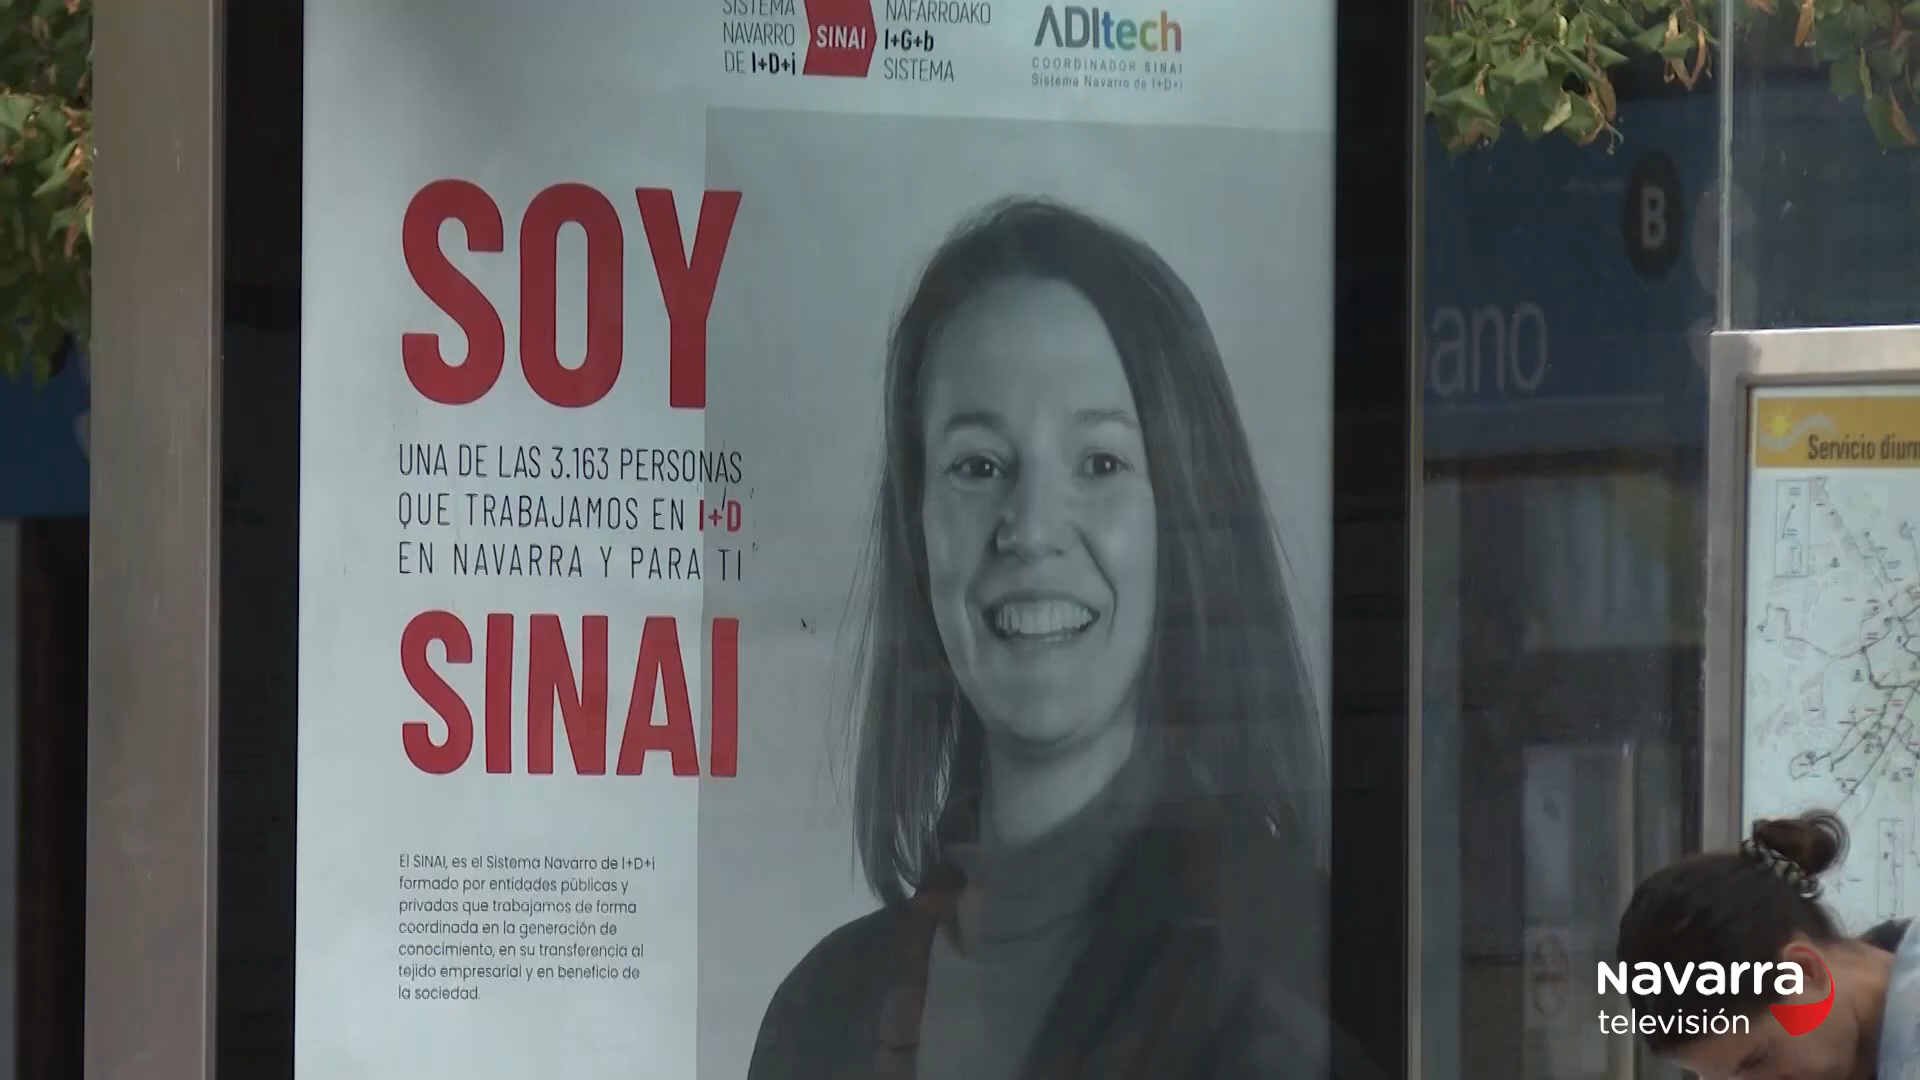 SISTEMA
NAVARRO
DE I+D+i
SINAI
NAFARROAKO
I+G+b
SISTEMA
ADItech
COORDINADOR SINAI
Sistema Navarro de I+D+i
SOY
UNA DE LAS 3.163 PERSONAS
QUE TRABAJAMOS EN I+D
EN NAVARRA Y PARA TI
SINAI
El SINAI, es el Sistema Navarro de I+D+i
formado por entidades públicas y
privadas que trabajamos de forma
coordinada en la generación de
conocimiento, en su transferencia al
tejido empresarial y en beneficio de
la sociedad.
B
ano
Servicio diurn
Navarra
televisión